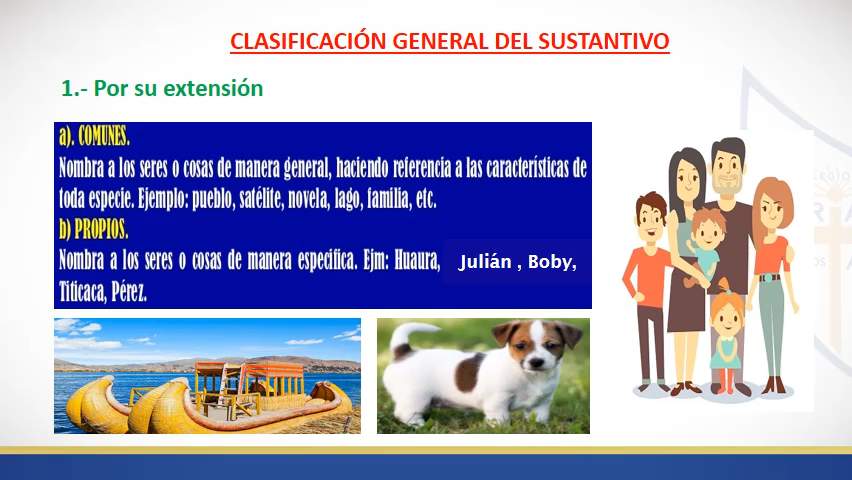 CLASIFICACIÓN GENERAL DEL SUSTANTIVO
1.- Por su extensión
a). COMUNES.
Nombra a los seres o cosas de manera general, haciendo referencia a las características de
toda especie. Ejemplo: pueblo, satélite, novela, lago, familia, etc.
b) PROPIOS.
Nombra a los seres o cosas de manera específica. Ejm: Huaura, Julián , Boby,
Titicaca, Pérez.